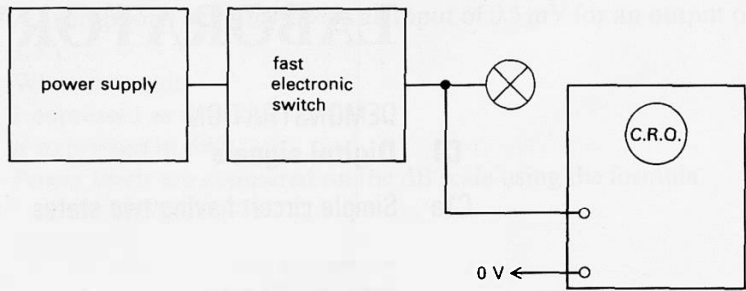 power supply
fast
electronic
switch
C.R.O.
0 V